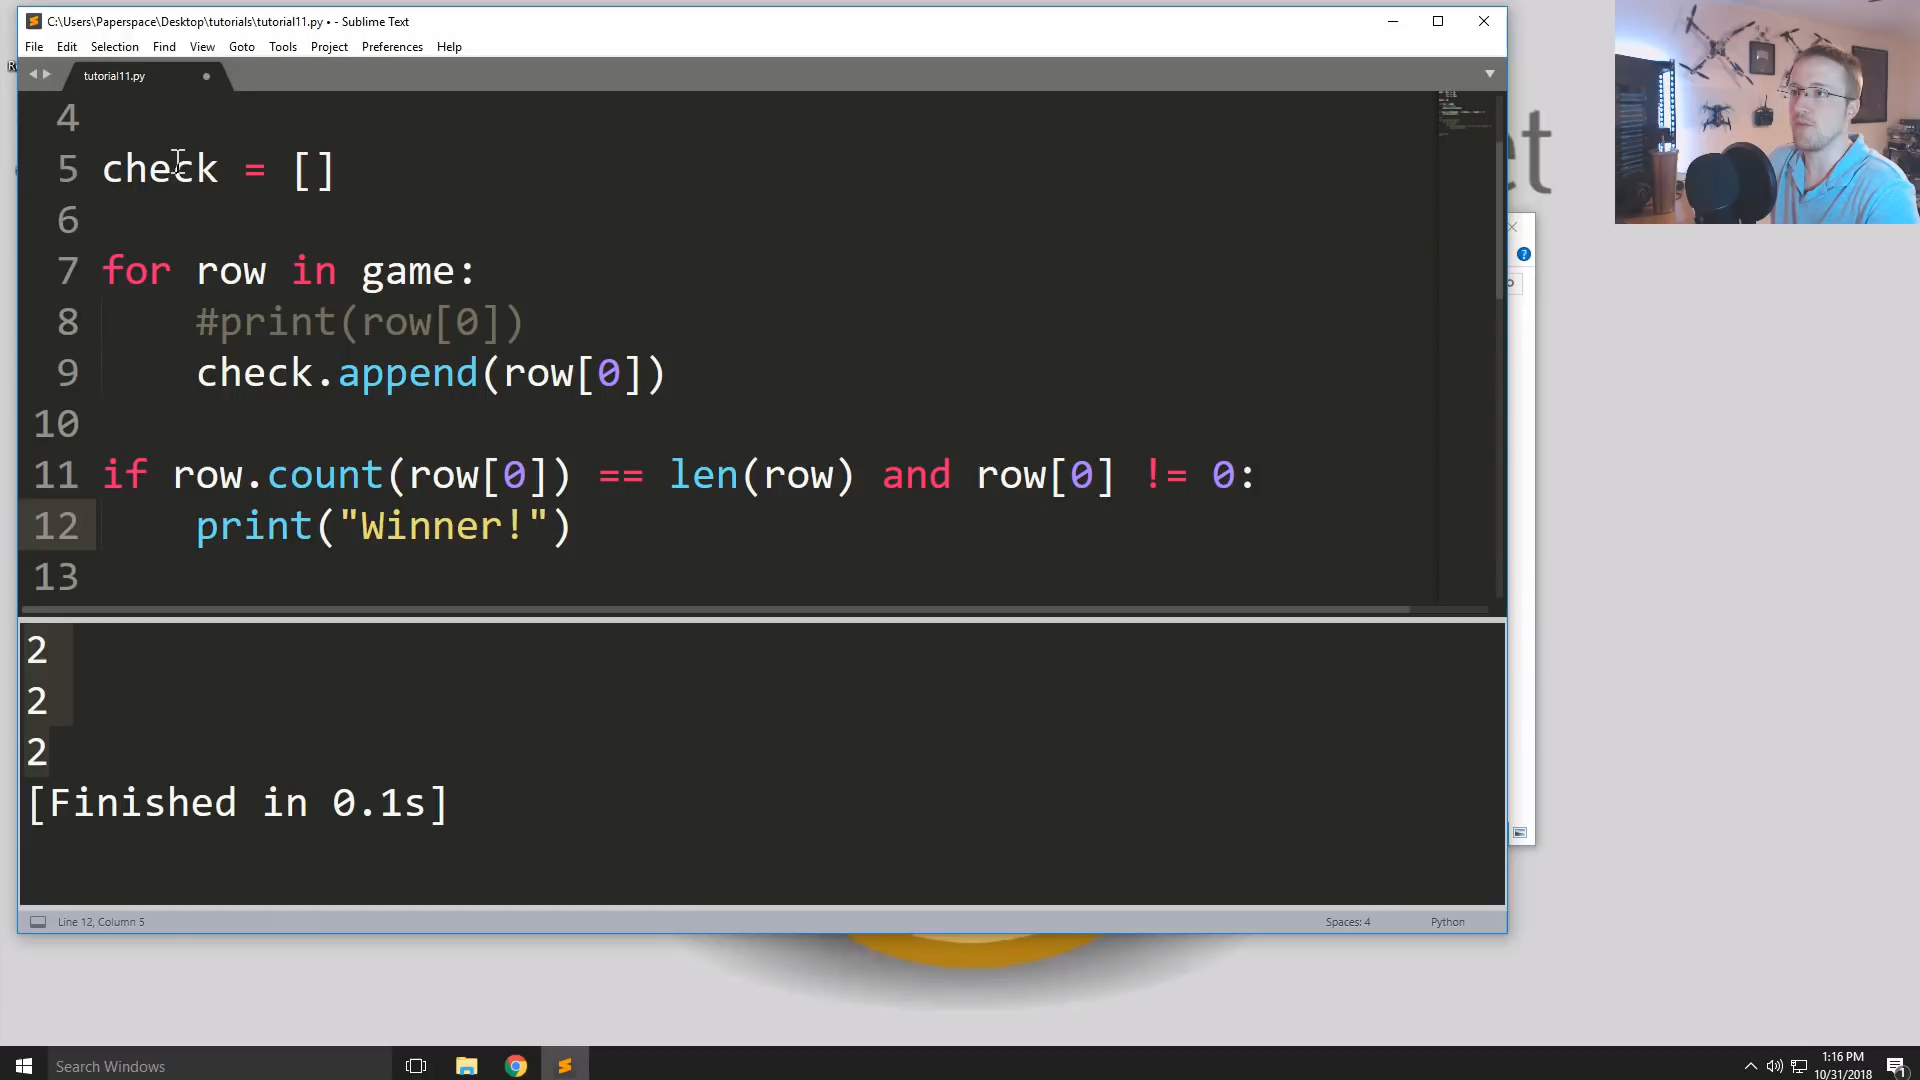 C:\Users\Paperspace\Desktop\tutorials\tutorial11.py • - Sublime Text
File Edit Selection Find View Goto Tools Project Preferences Help
tutorial11.py
4
5 check = []
6
7 for row in game:
8 #print(row[0])
9 check.append(row[0])
10
11 if row.count(row[0]) == len(row) and row[0] != 0:
12 print("Winner!")
13
2
2
2
[Finished in 0.1s]
Line 12, Column 5
Spaces: 4
Python
et
Search Windows
1:16 PM
10/31/2018
1